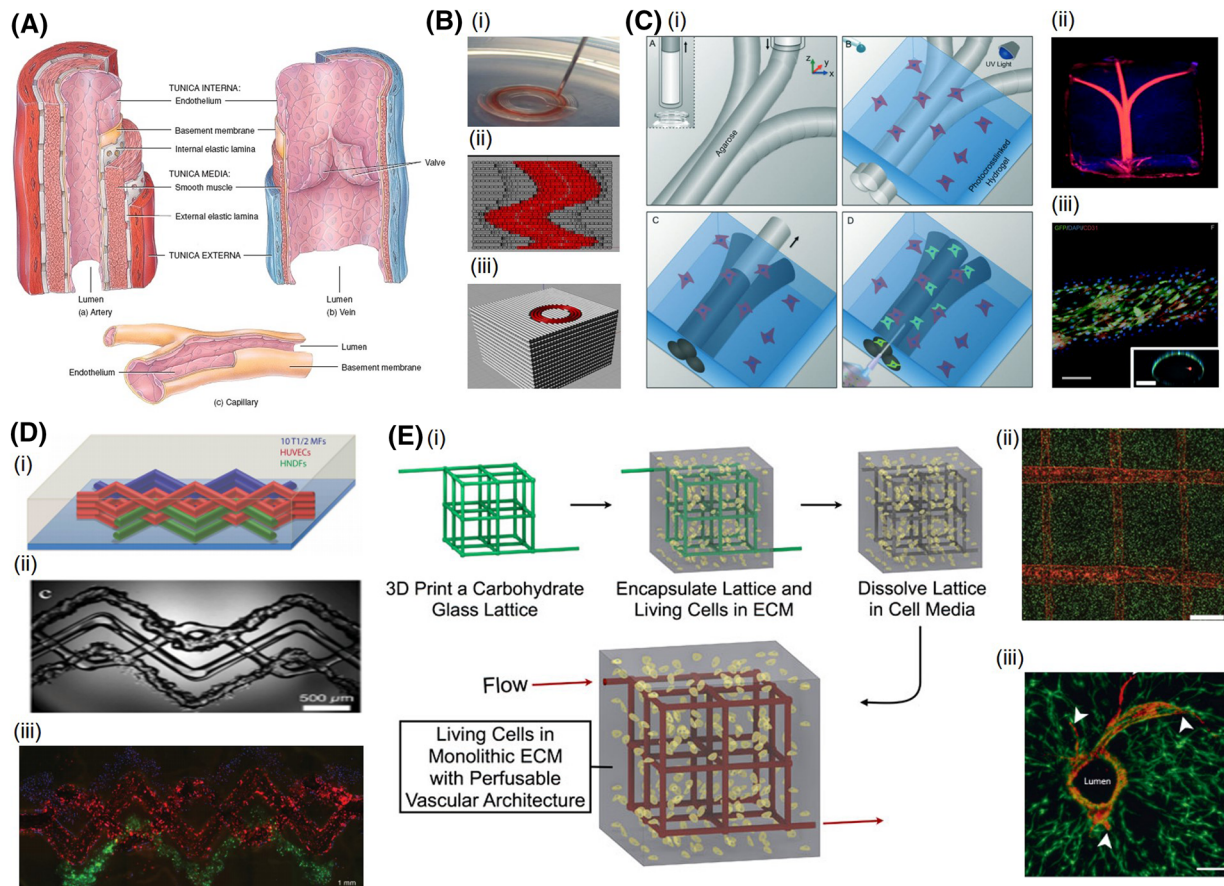 (A)
TUNICA INTERNA:
Endothelium
Basement membrane
Internal elastic lamina
TUNICA MEDIA:
Smooth muscle
External elastic lamina
TUNICA EXTERNA
Valve
Lumen
(a) Artery
Lumen
(b) Vein
Lumen
Endothelium
Basement membrane
(c) Capillary
(B)
(i)
(ii)
(iii)
(C)
(i)
A
z
y
x
Agarose
B
UV Light
Photocrosslinked
Hydrogel
C
D
(ii)
(iii)
GFP/DAPI/CD31
F
(D)
(i)
10 T1/2 MFs
HUVECs
HNDFs
(ii)
c
500 µm
(iii)
1 mm
(E)
(i)
3D Print a Carbohydrate
Glass Lattice
Encapsulate Lattice and
Living Cells in ECM
Dissolve Lattice
in Cell Media
Flow
Living Cells in
Monolithic ECM
with Perfusable
Vascular Architecture
(ii)
(iii)
Lumen